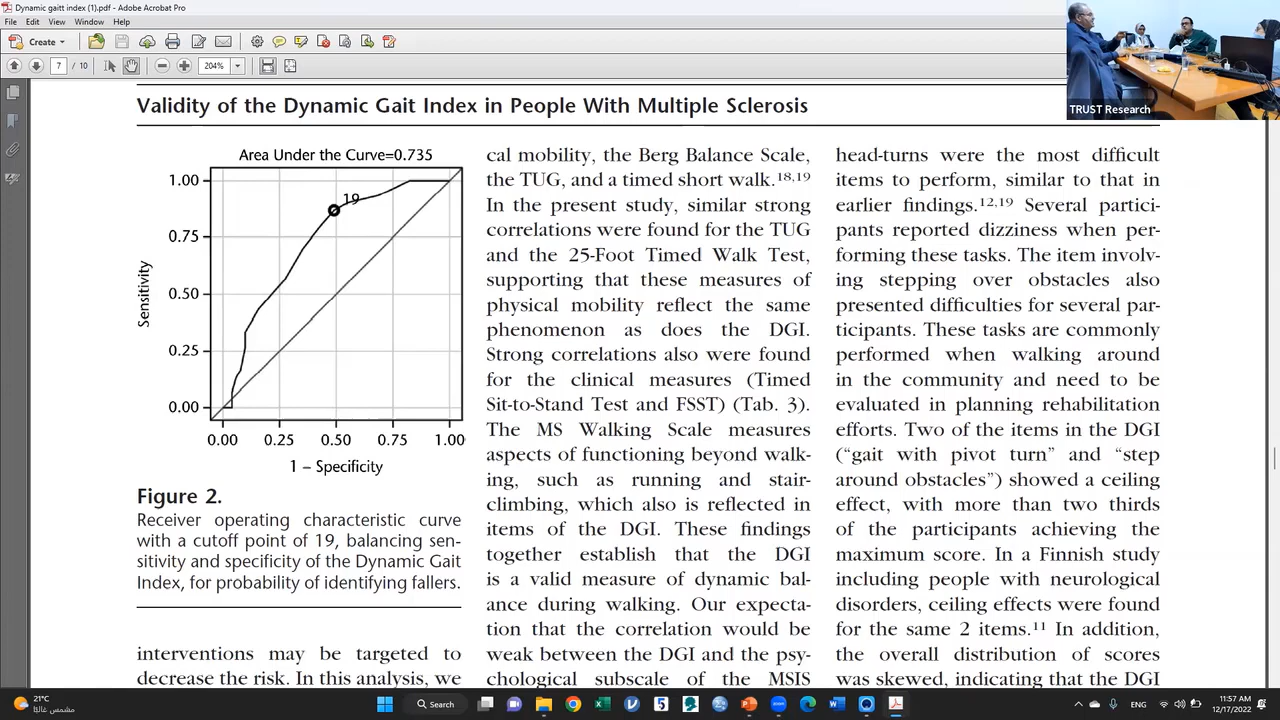 Dynamic gaitt index (1).pdf - Adobe Acrobat Pro
File Edit View Window Help
Create
7 / 10
204%
TRUST Research
Validity of the Dynamic Gait Index in People With Multiple Sclerosis
Area Under the Curve=0.735
19
1.00
0.75
0.50
0.25
0.00
Sensitivity
0.00 0.25 0.50 0.75 1.00
1 – Specificity
Figure 2.
Receiver operating characteristic curve
with a cutoff point of 19, balancing sen-
sitivity and specificity of the Dynamic Gait
Index, for probability of identifying fallers.
interventions may be targeted to
decrease the risk. In this analysis, we
cal mobility, the Berg Balance Scale,
the TUG, and a timed short walk.18,19
In the present study, similar strong
correlations were found for the TUG
and the 25-Foot Timed Walk Test,
supporting that these measures of
physical mobility reflect the same
phenomenon as does the DGI.
Strong correlations also were found
for the clinical measures (Timed
Sit-to-Stand Test and FSST) (Tab. 3).
The MS Walking Scale measures
aspects of functioning beyond walk-
ing, such as running and stair-
climbing, which also is reflected in
items of the DGI. These findings
together establish that the DGI
is a valid measure of dynamic bal-
ance during walking. Our expecta-
tion that the correlation would be
weak between the DGI and the psy-
chological subscale of the MSIS
head-turns were the most difficult
items to perform, similar to that in
earlier findings.12,19 Several partici-
pants reported dizziness when per-
forming these tasks. The item involv-
ing stepping over obstacles also
presented difficulties for several par-
ticipants. These tasks are commonly
performed when walking around
in the community and need to be
evaluated in planning rehabilitation
efforts. Two of the items in the DGI
(“gait with pivot turn” and “step
around obstacles”) showed a ceiling
effect, with more than two thirds
of the participants achieving the
maximum score. In a Finnish study
including people with neurological
disorders, ceiling effects were found
for the same 2 items.11 In addition,
the overall distribution of scores
was skewed, indicating that the DGI
21°C
مشمس غالبًا
Search
ENG
11:57 AM
12/17/2022